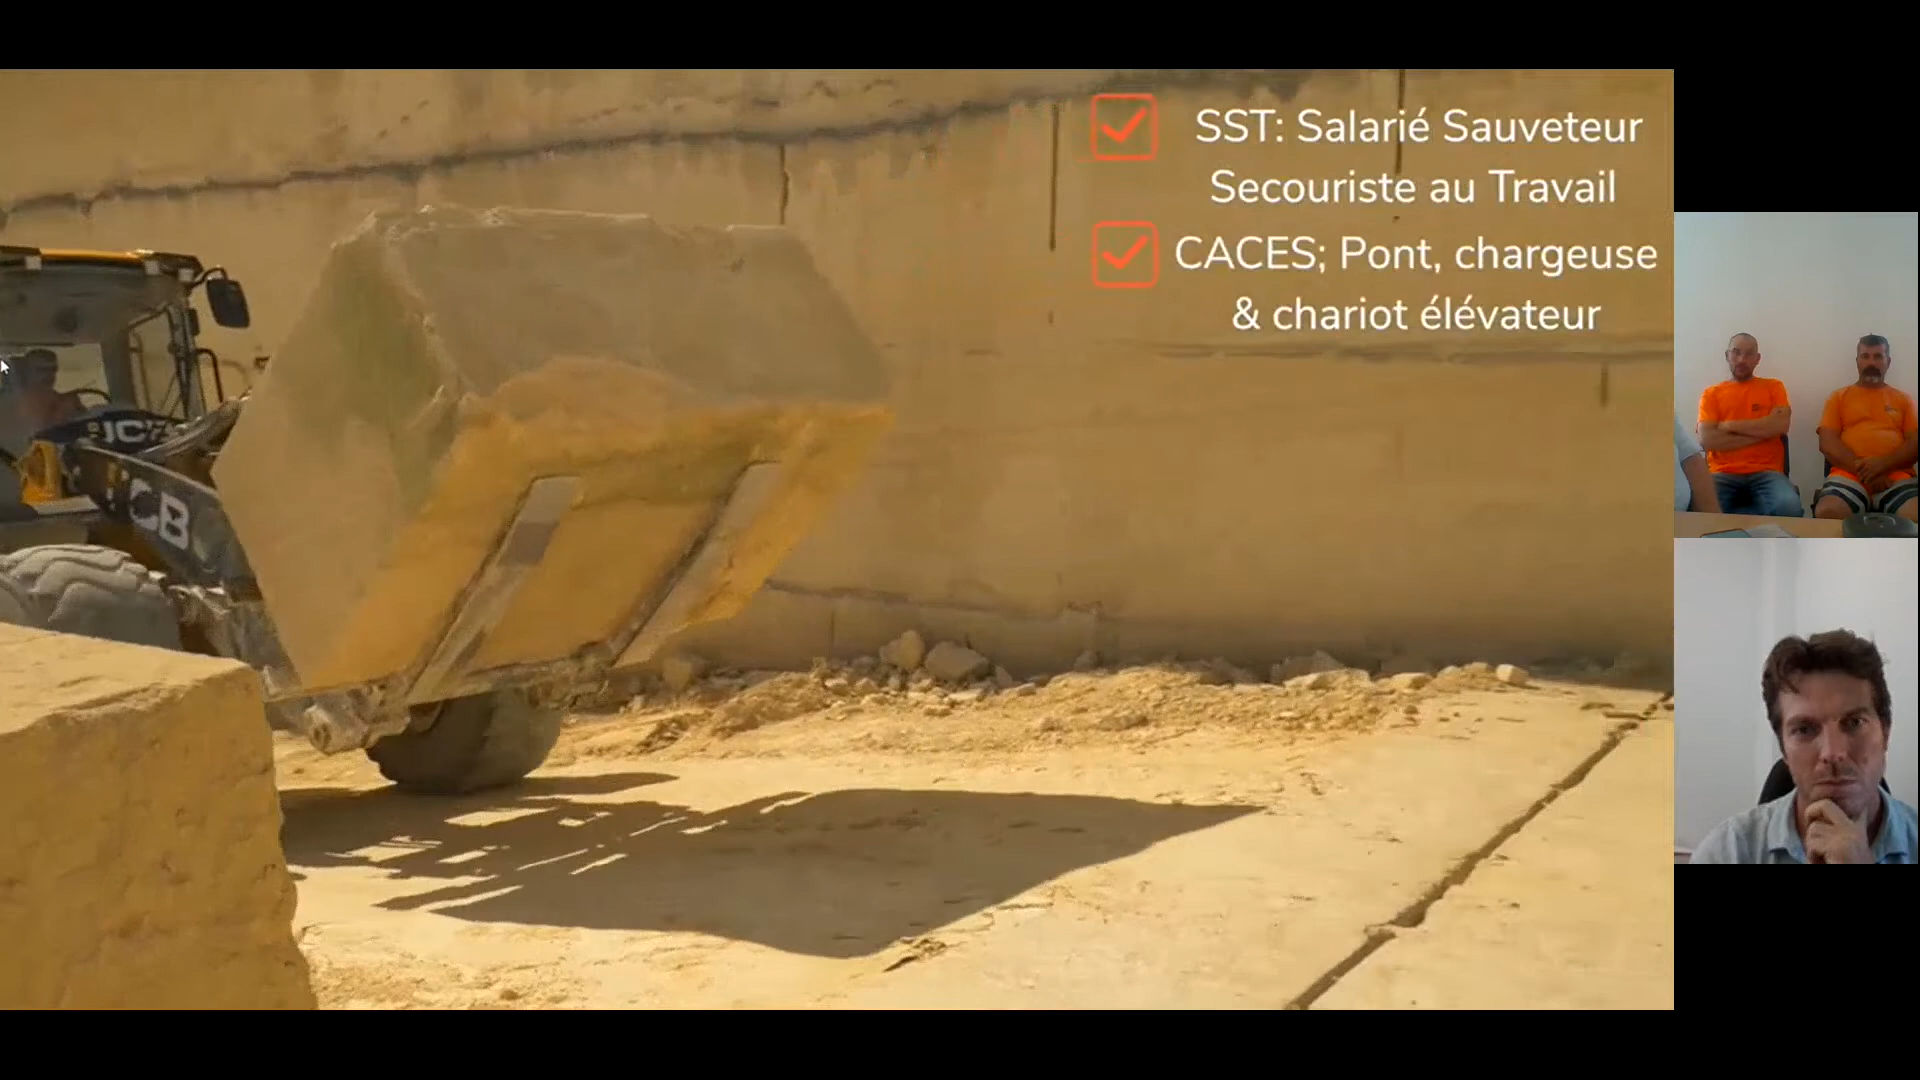 SST: Salarié Sauveteur
Secouriste au Travail
CACES; Pont, chargeuse
& chariot élévateur
JCB
JCB